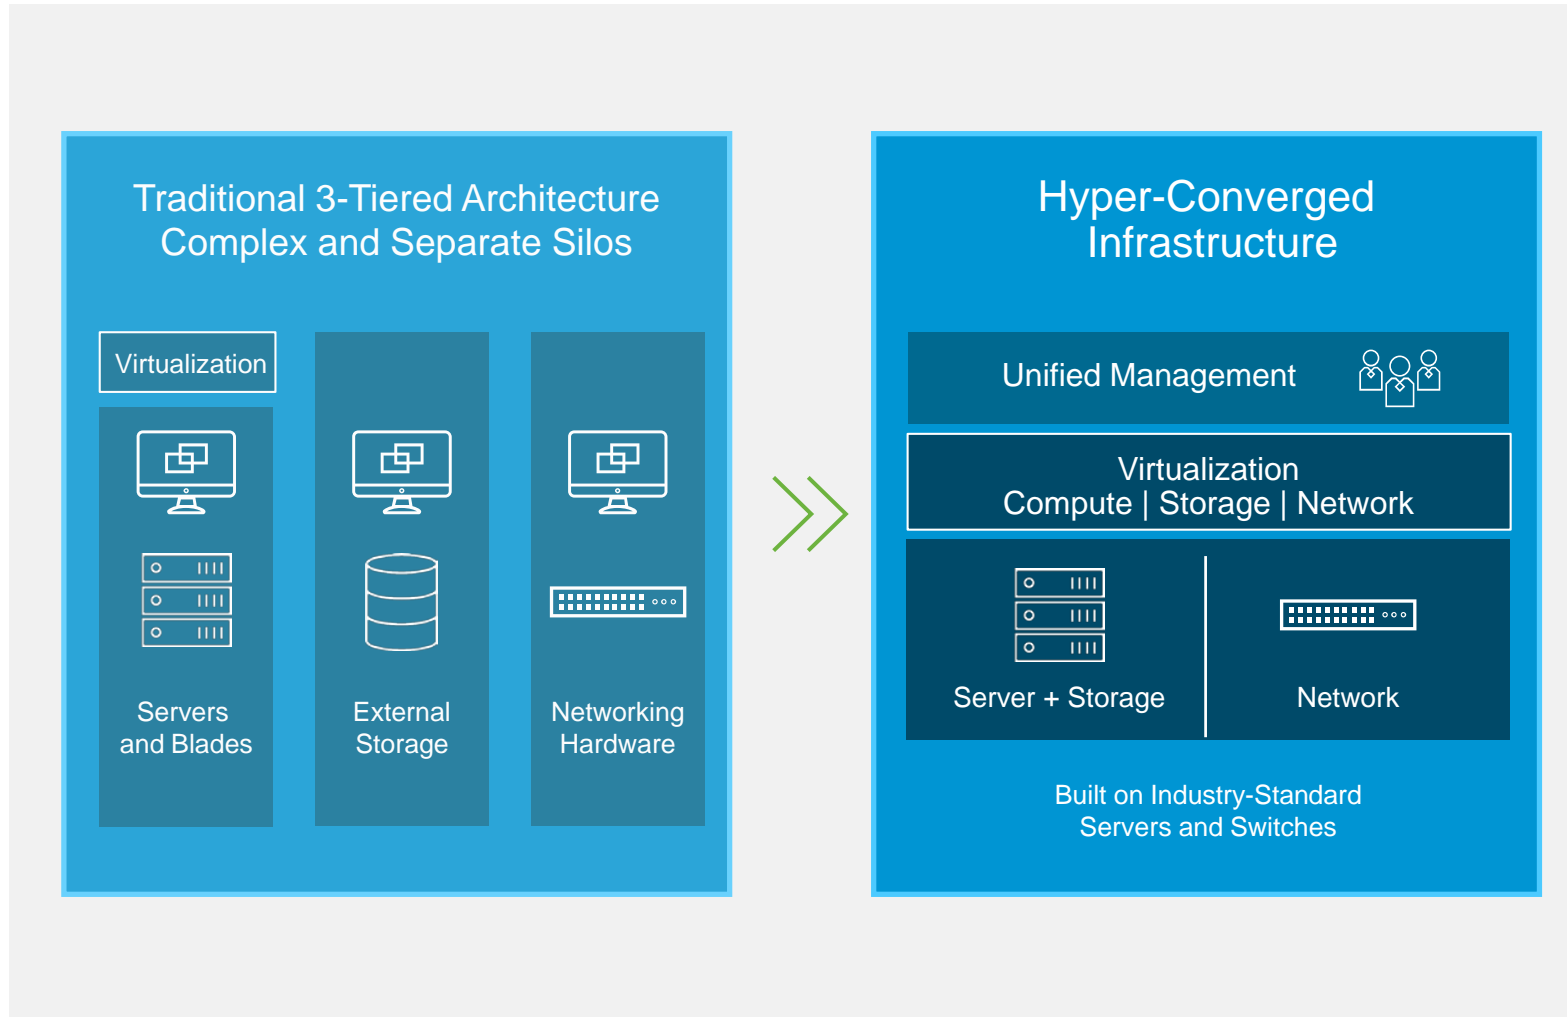 Traditional 3-Tiered Architecture
Complex and Separate Silos
Virtualization
Servers
and Blades
External
Storage
Networking
Hardware
Hyper-Converged
Infrastructure
Unified Management
Virtualization
Compute | Storage | Network
Server + Storage
Network
Built on Industry-Standard
Servers and Switches